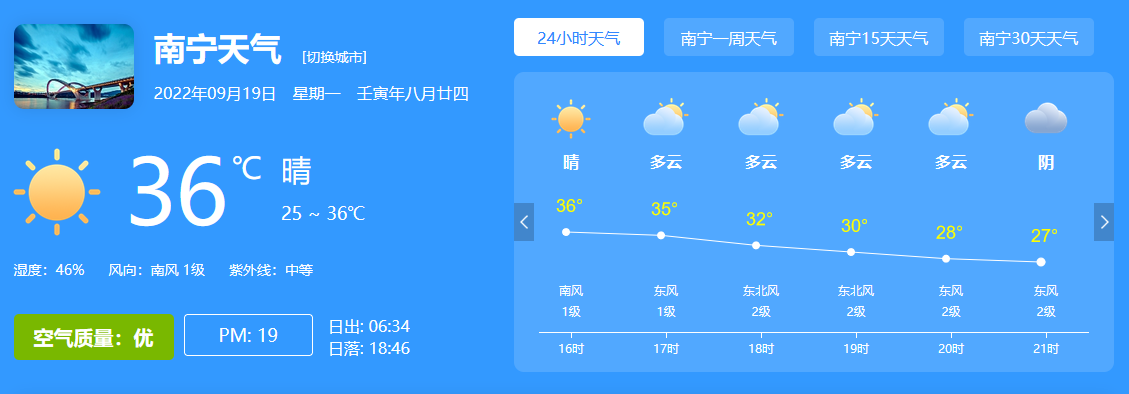 南宁天气 [切换城市]
2022年09月19日 星期一 壬寅年八月廿四
36℃ 晴
25 ~ 36℃
湿度：46% 风向：南风 1级 紫外线：中等
空气质量：优 PM: 19
日出: 06:34
日落: 18:46
24小时天气 南宁一周天气 南宁15天天气 南宁30天天气
晴 多云 多云 多云 多云 阴
36° 35° 32° 30° 28° 27°
南风 东风 东北风 东北风 东风 东风
1级 1级 2级 2级 2级 2级
16时 17时 18时 19时 20时 21时